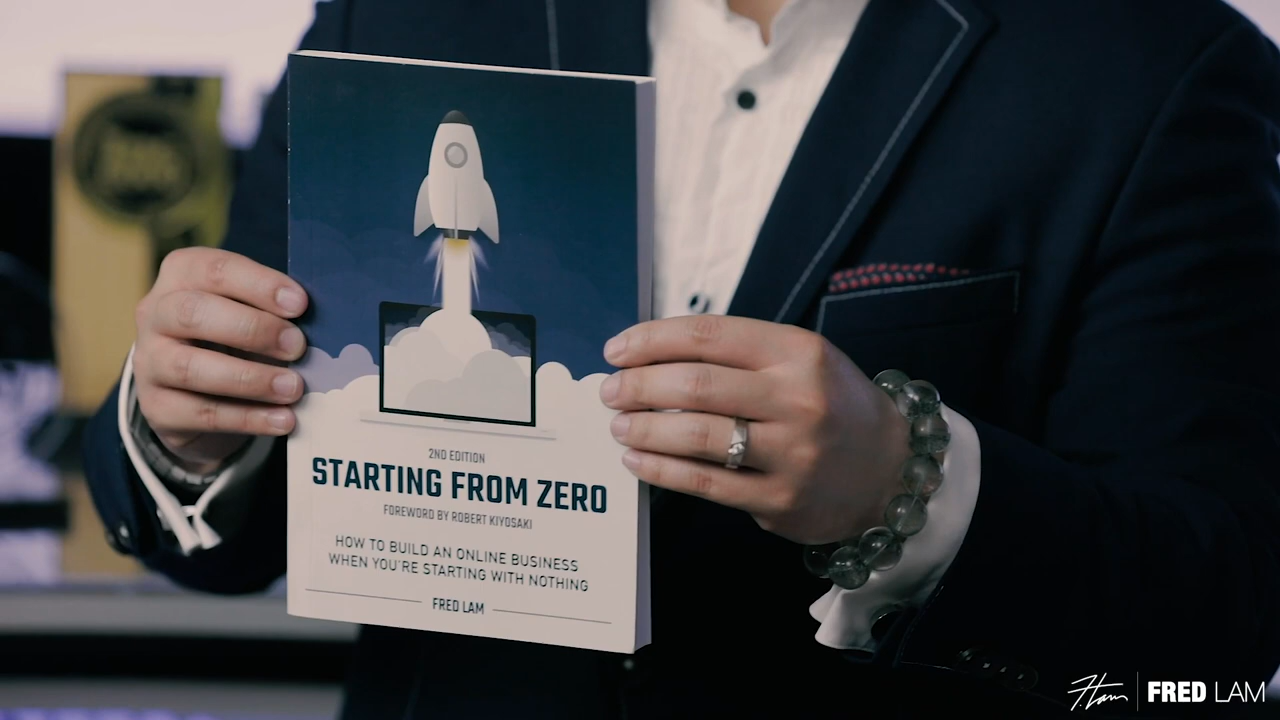 2ND EDITION
STARTING FROM ZERO
FOREWORD BY ROBERT KIYOSAKI
HOW TO BUILD AN ONLINE BUSINESS
WHEN YOU'RE STARTING WITH NOTHING
FRED LAM
F.Lam
FRED LAM